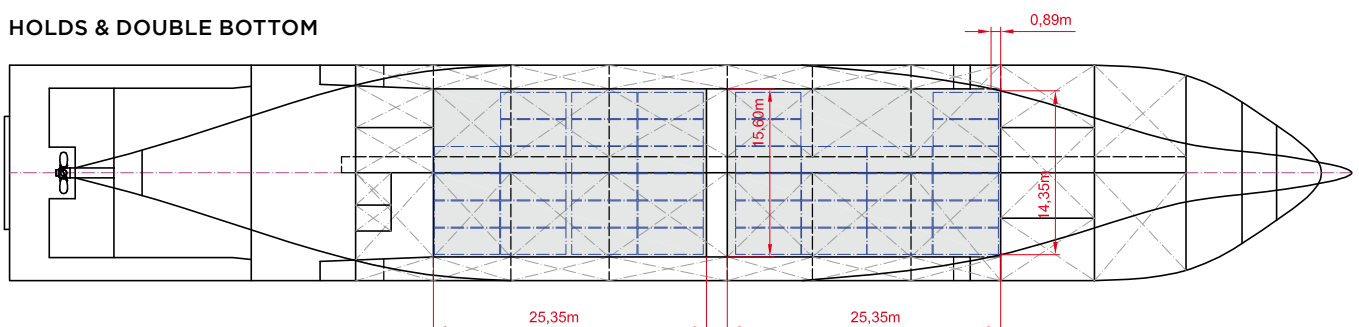 HOLDS & DOUBLE BOTTOM
0,89m
15,60m
14,35m
25,35m
25,35m